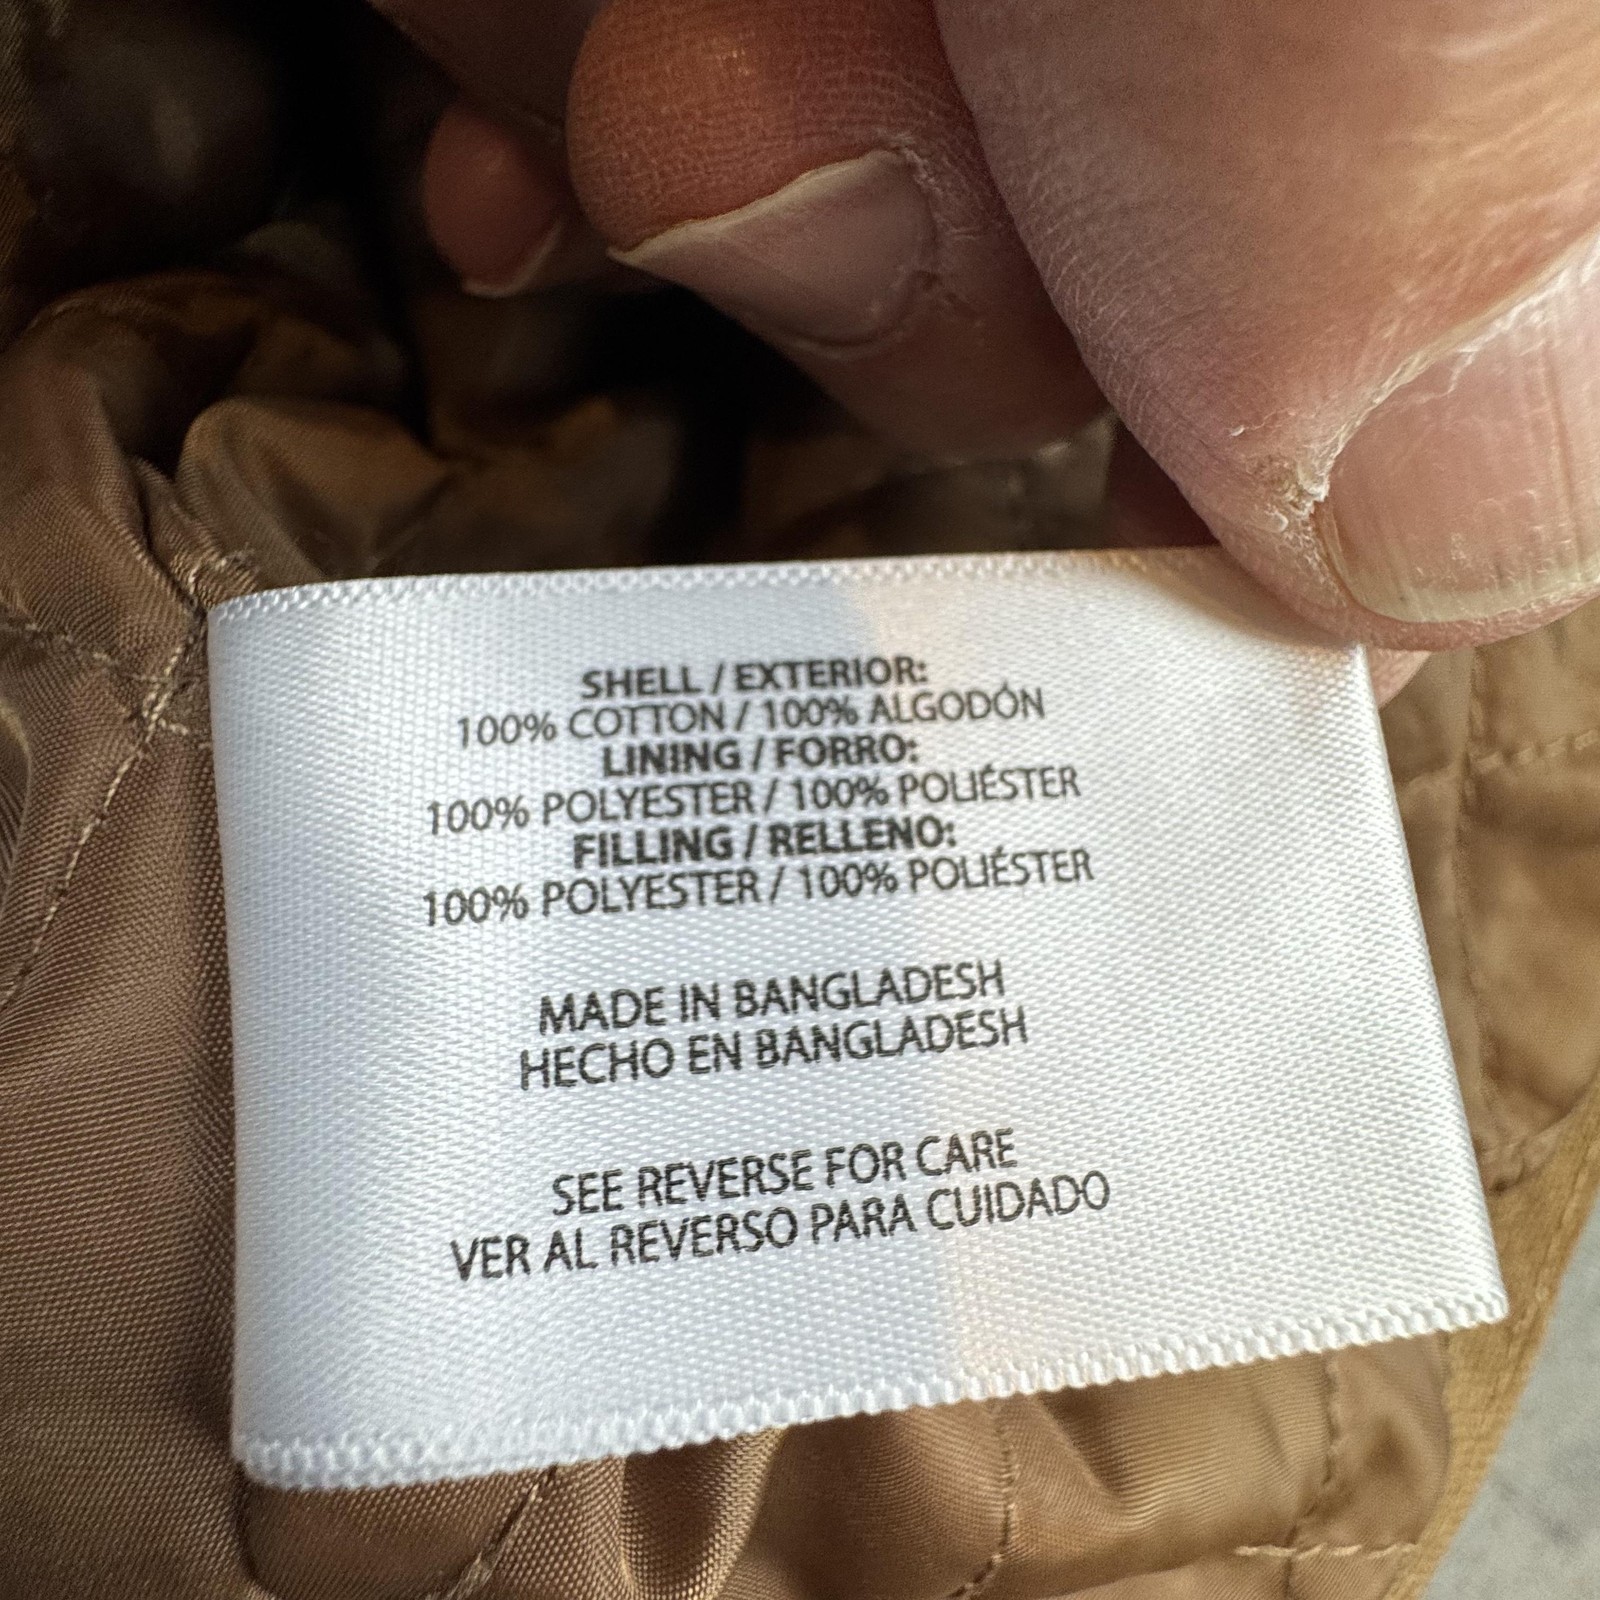 SHELL / EXTERIOR:
100% COTTON / 100% ALGODÓN
LINING / FORRO:
100% POLYESTER / 100% POLIÉSTER
FILLING / RELLENO:
100% POLYESTER / 100% POLIÉSTER
MADE IN BANGLADESH
HECHO EN BANGLADESH
SEE REVERSE FOR CARE
VER AL REVERSO PARA CUIDADO